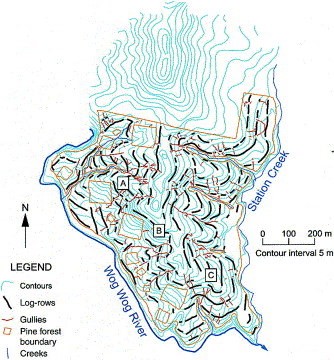 Station Creek
A
B
C
N
0 100 200 m
Contour interval 5 m
Wog Wog River
LEGEND
Contours
Log-rows
Gullies
Pine forest
boundary
Creeks